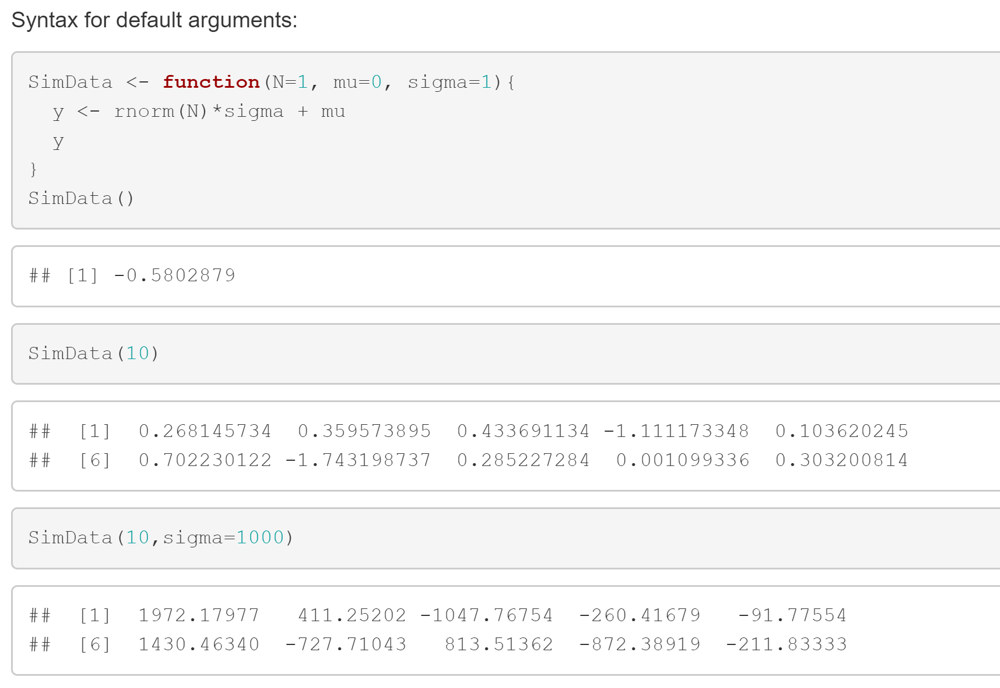 Syntax for default arguments:
SimData <- function(N=1, mu=0, sigma=1){
  y <- rnorm(N)*sigma + mu
  y
}
SimData()
## [1] -0.5802879
SimData(10)
##  [1]  0.268145734  0.359573895  0.433691134 -1.111173348  0.103620245
##  [6]  0.702230122 -1.743198737  0.285227284  0.001099336  0.303200814
SimData(10,sigma=1000)
##  [1]  1972.17977   411.25202 -1047.76754  -260.41679   -91.77554
##  [6]  1430.46340  -727.71043   813.51362  -872.38919  -211.83333